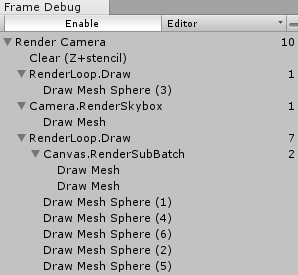 Frame Debug
Enable Editor
Render Camera 10
Clear (Z+stencil)
RenderLoop.Draw 1
Draw Mesh Sphere (3)
Camera.RenderSkybox 1
Draw Mesh
RenderLoop.Draw 7
Canvas.RenderSubBatch 2
Draw Mesh
Draw Mesh
Draw Mesh Sphere (1)
Draw Mesh Sphere (4)
Draw Mesh Sphere (6)
Draw Mesh Sphere (2)
Draw Mesh Sphere (5)